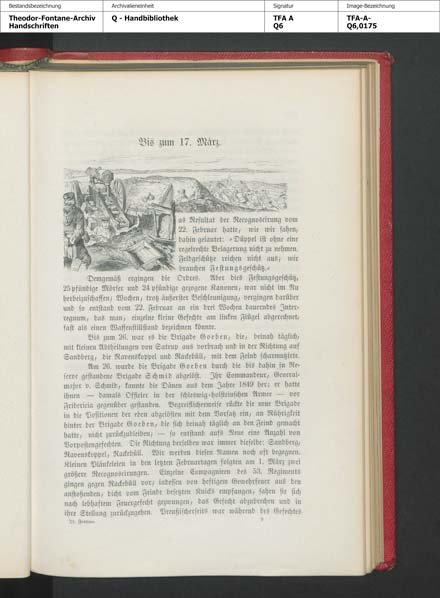 Bestandsbezeichnung Archivalieneinheit Signatur Image-Bezeichnung
Theodor-Fontane-Archiv Q - Handbibliothek TFA A TFA-A-
Handschriften Q6 Q6,0175
Bis zum 17. März.
as Resultat der Recognoscirung vom
22. Februar hatte, wie wir sahen,
dahin gelautet: »Düppel ist ohne eine
regelrechte Belagerung nicht zu nehmen.
Feldgeschütze reichen nicht aus; wir
brauchen Festungsgeschütz.«
Demgemäß ergingen die Ordres. Aber dies Festungsgeschütz,
25pfündige Mörser und 24pfündige gezogene Kanonen, war nicht im Nu
herbeizuschaffen; Wochen, trotz äußerster Beschleunigung, vergingen darüber
und so entstand vom 22. Februar an ein drei Wochen dauerndes Inter-
regnum, das man, einzelne kleine Gefechte am linken Flügel abgerechnet,
fast als einen Waffenstillstand bezeichnen könnte.
Bis zum 26. war es die Brigade Goeben, die, beinah täglich,
mit kleinen Abtheilungen von Satrup aus vorbrach und in der Richtung auf
Sandberg, die Ravenskoppel und Rackebüll, mit dem Feind scharmuzirte.
Am 26. wurde die Brigade Goeben durch die bis dahin in Re-
serve gestandene Brigade Schmid abgelöst. Ihr Commandeur, General-
major v. Schmid, kannte die Dänen aus dem Jahre 1849 her; er hatte
ihnen — damals Officier in der schleswig-holsteinschen Armee — vor
Fridericia gegenüber gestanden. Begreiflicherweise rückte die neue Brigade
in die Positionen der eben abgelösten mit dem Vorsatz ein, an Rührigkeit
hinter der Brigade Goeben, die sich beinah täglich an den Feind gemacht
hatte, nicht zurückzubleiben; — so entstand aufs Neue eine Anzahl von
Vorpostengefechten. Die Richtung derselben war immer dieselbe: Sandberg,
Ravenskoppel, Rackebüll. Wir werden diesen Namen noch oft begegnen.
Kleinen Plänkeleien in den letzten Februartagen folgten am 1. März zwei
größere Recognoscirungen. Einzelne Compagnieen des 53. Regiments
gingen gegen Rackebüll vor; indessen von heftigem Gewehrfeuer aus den
anstoßenden, dicht vom Feinde besetzten Knicks empfangen, sahen sie sich
nach lebhaftem Feuergefecht gezwungen, das Gefecht abzubrechen und in
ihre Stellung zurückzugehen. Preußischerseits war während des Gefechtes
Th. Fontane. 9